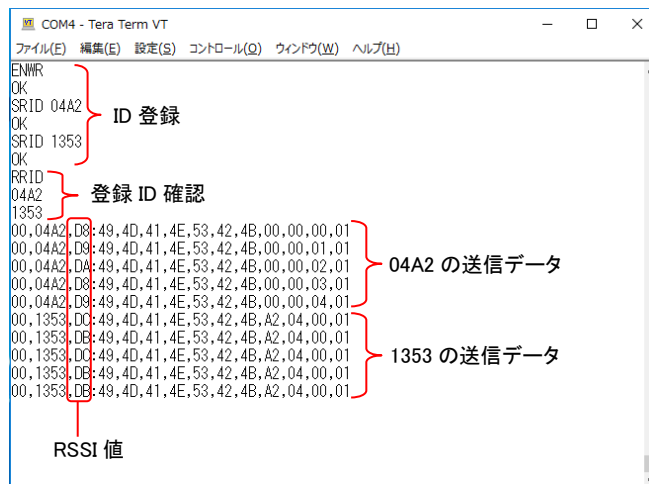 COM4 - Tera Term VT
ファイル(F) 編集(E) 設定(S) コントロール(O) ウィンドウ(W) ヘルプ(H)
ENWR
OK
SRID 04A2
OK
SRID 1353
OK
ID 登録
RRID
04A2
1353
登録 ID 確認
00,04A2,D8:49,4D,41,4E,53,42,4B,00,00,00,01
00,04A2,D9:49,4D,41,4E,53,42,4B,00,00,01,01
00,04A2,DA:49,4D,41,4E,53,42,4B,00,00,02,01
00,04A2,D8:49,4D,41,4E,53,42,4B,00,00,03,01
00,04A2,D9:49,4D,41,4E,53,42,4B,00,00,04,01
04A2 の送信データ
00,1353,DC:49,4D,41,4E,53,42,4B,A2,04,00,01
00,1353,DB:49,4D,41,4E,53,42,4B,A2,04,00,01
00,1353,DC:49,4D,41,4E,53,42,4B,A2,04,00,01
00,1353,DB:49,4D,41,4E,53,42,4B,A2,04,00,01
00,1353,DB:49,4D,41,4E,53,42,4B,A2,04,00,01
1353 の送信データ
RSSI 値